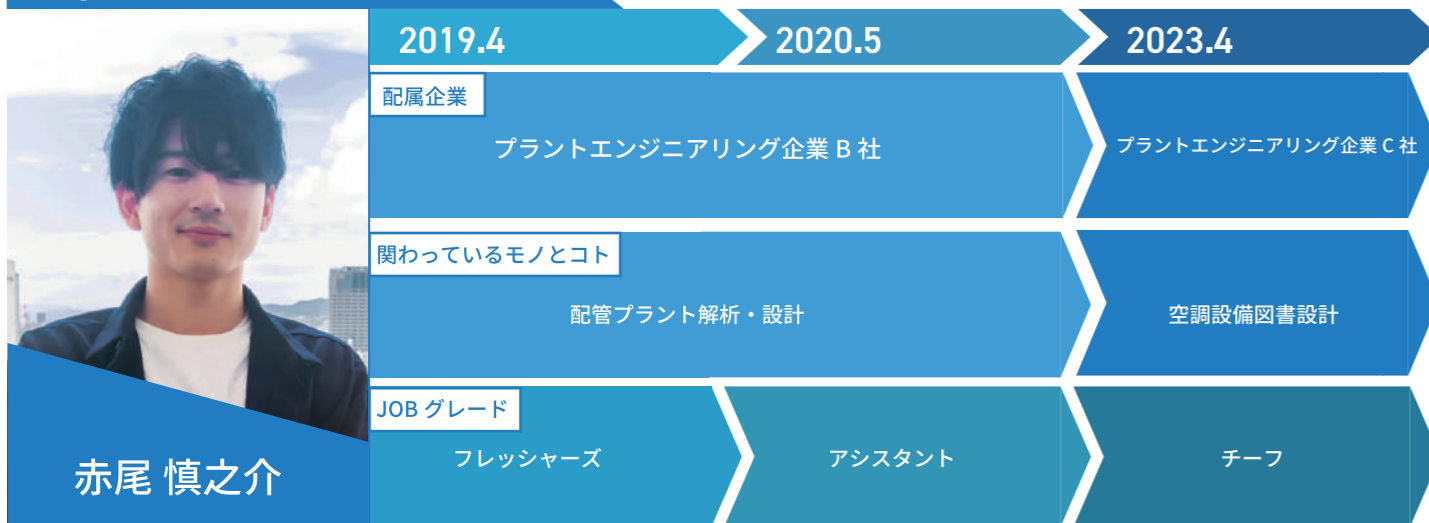 2019.4
2020.5
2023.4
配属企業
プラントエンジニアリング企業 B 社
プラントエンジニアリング企業 C 社
関わっているモノとコト
配管プラント解析・設計
空調設備図書設計
JOB グレード
フレッシャーズ
アシスタント
チーフ
赤尾 慎之介